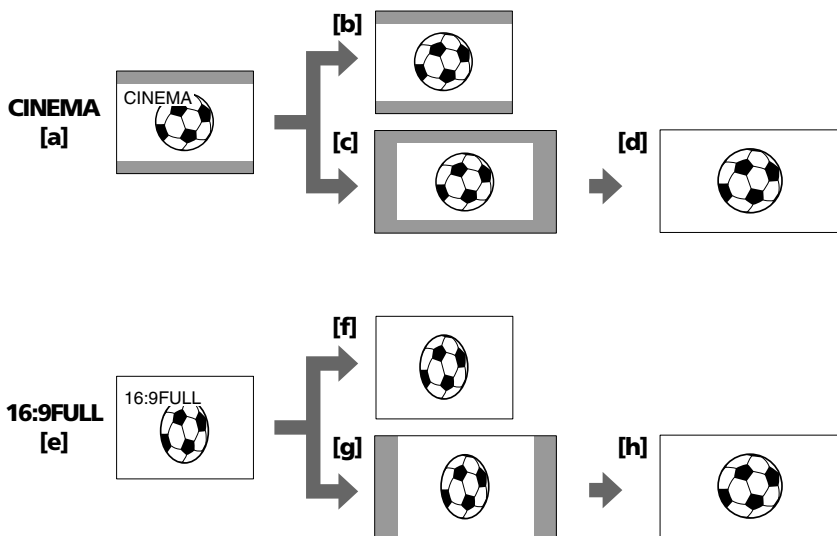 [b]
CINEMA
CINEMA
[a]
[c]
[d]
[f]
16:9FULL
16:9FULL
[e]
[g]
[h]